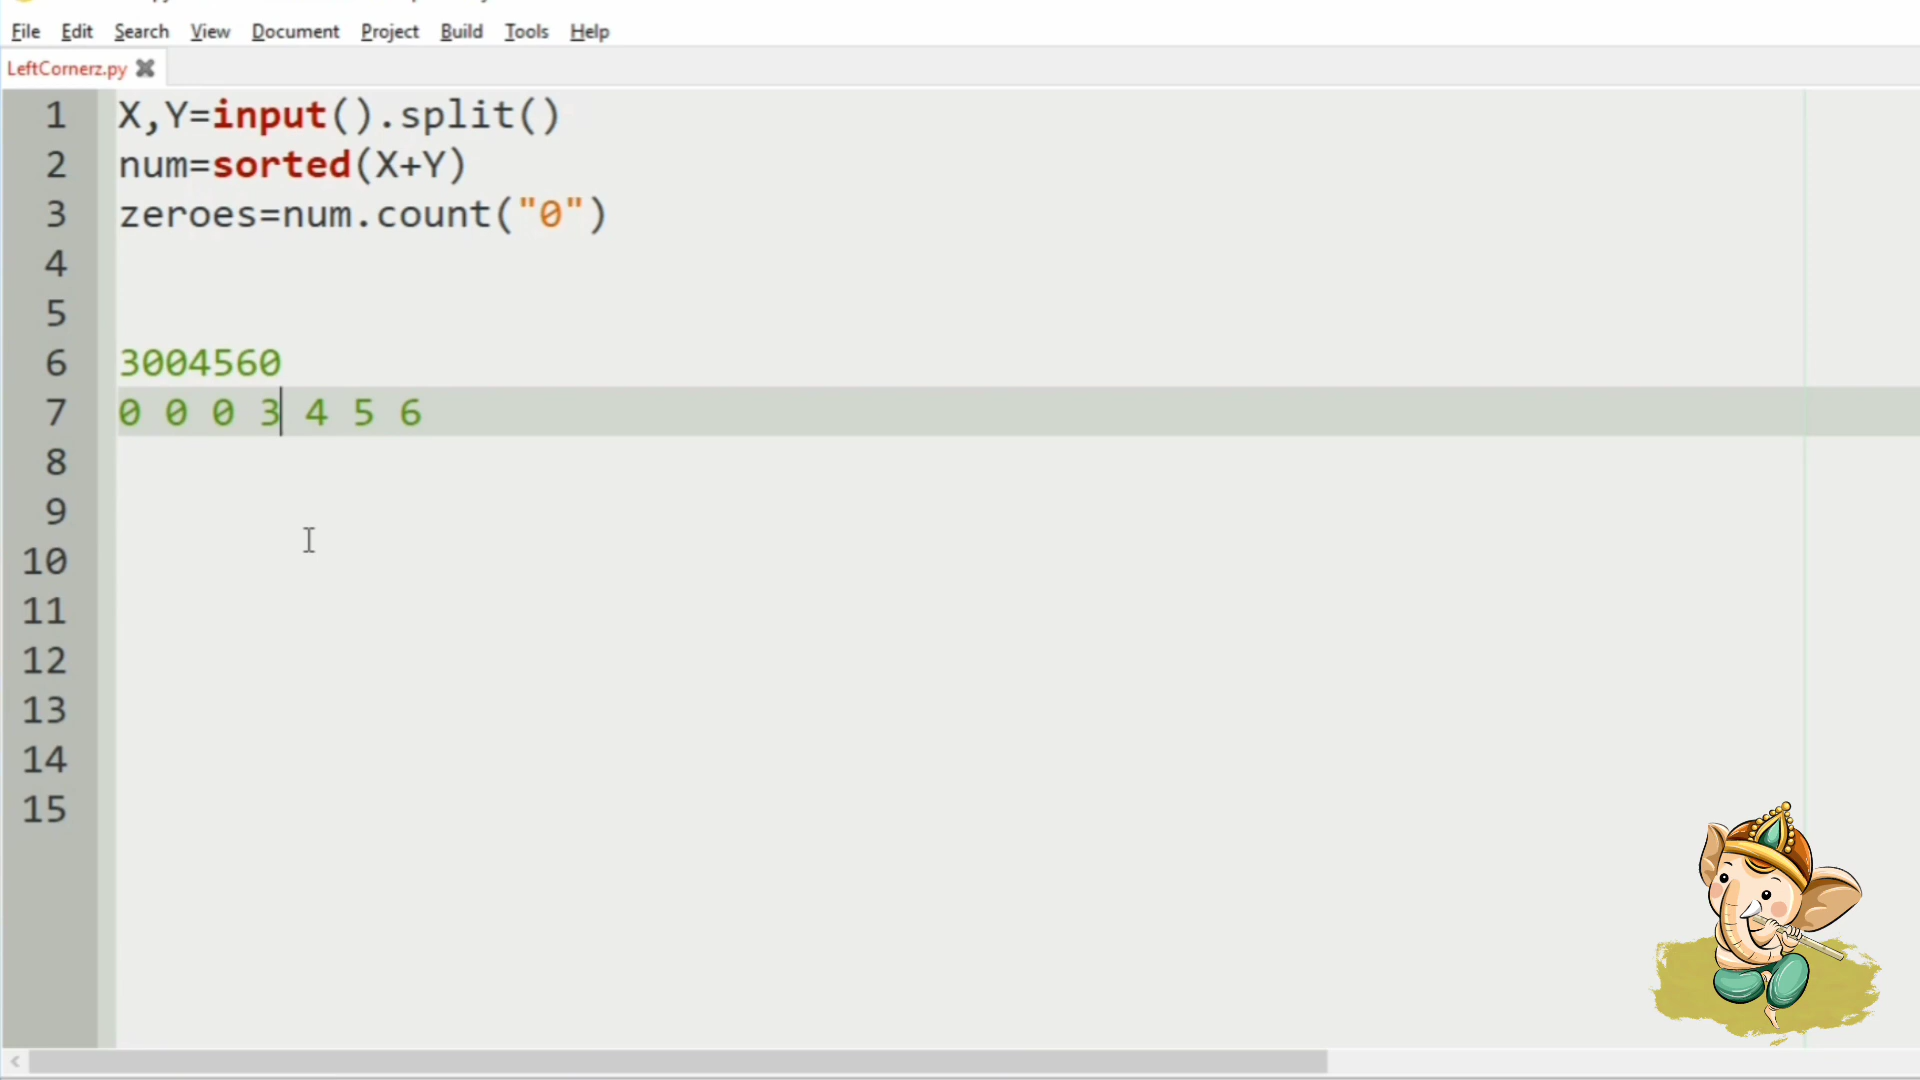 File Edit Search View Document Project Build Tools Help
LeftCornerz.py
1 X,Y=input().split()
2 num=sorted(X+Y)
3 zeroes=num.count("0")
4
5
6 3004560
7 0 0 0 3 4 5 6
8
9
10
11
12
13
14
15